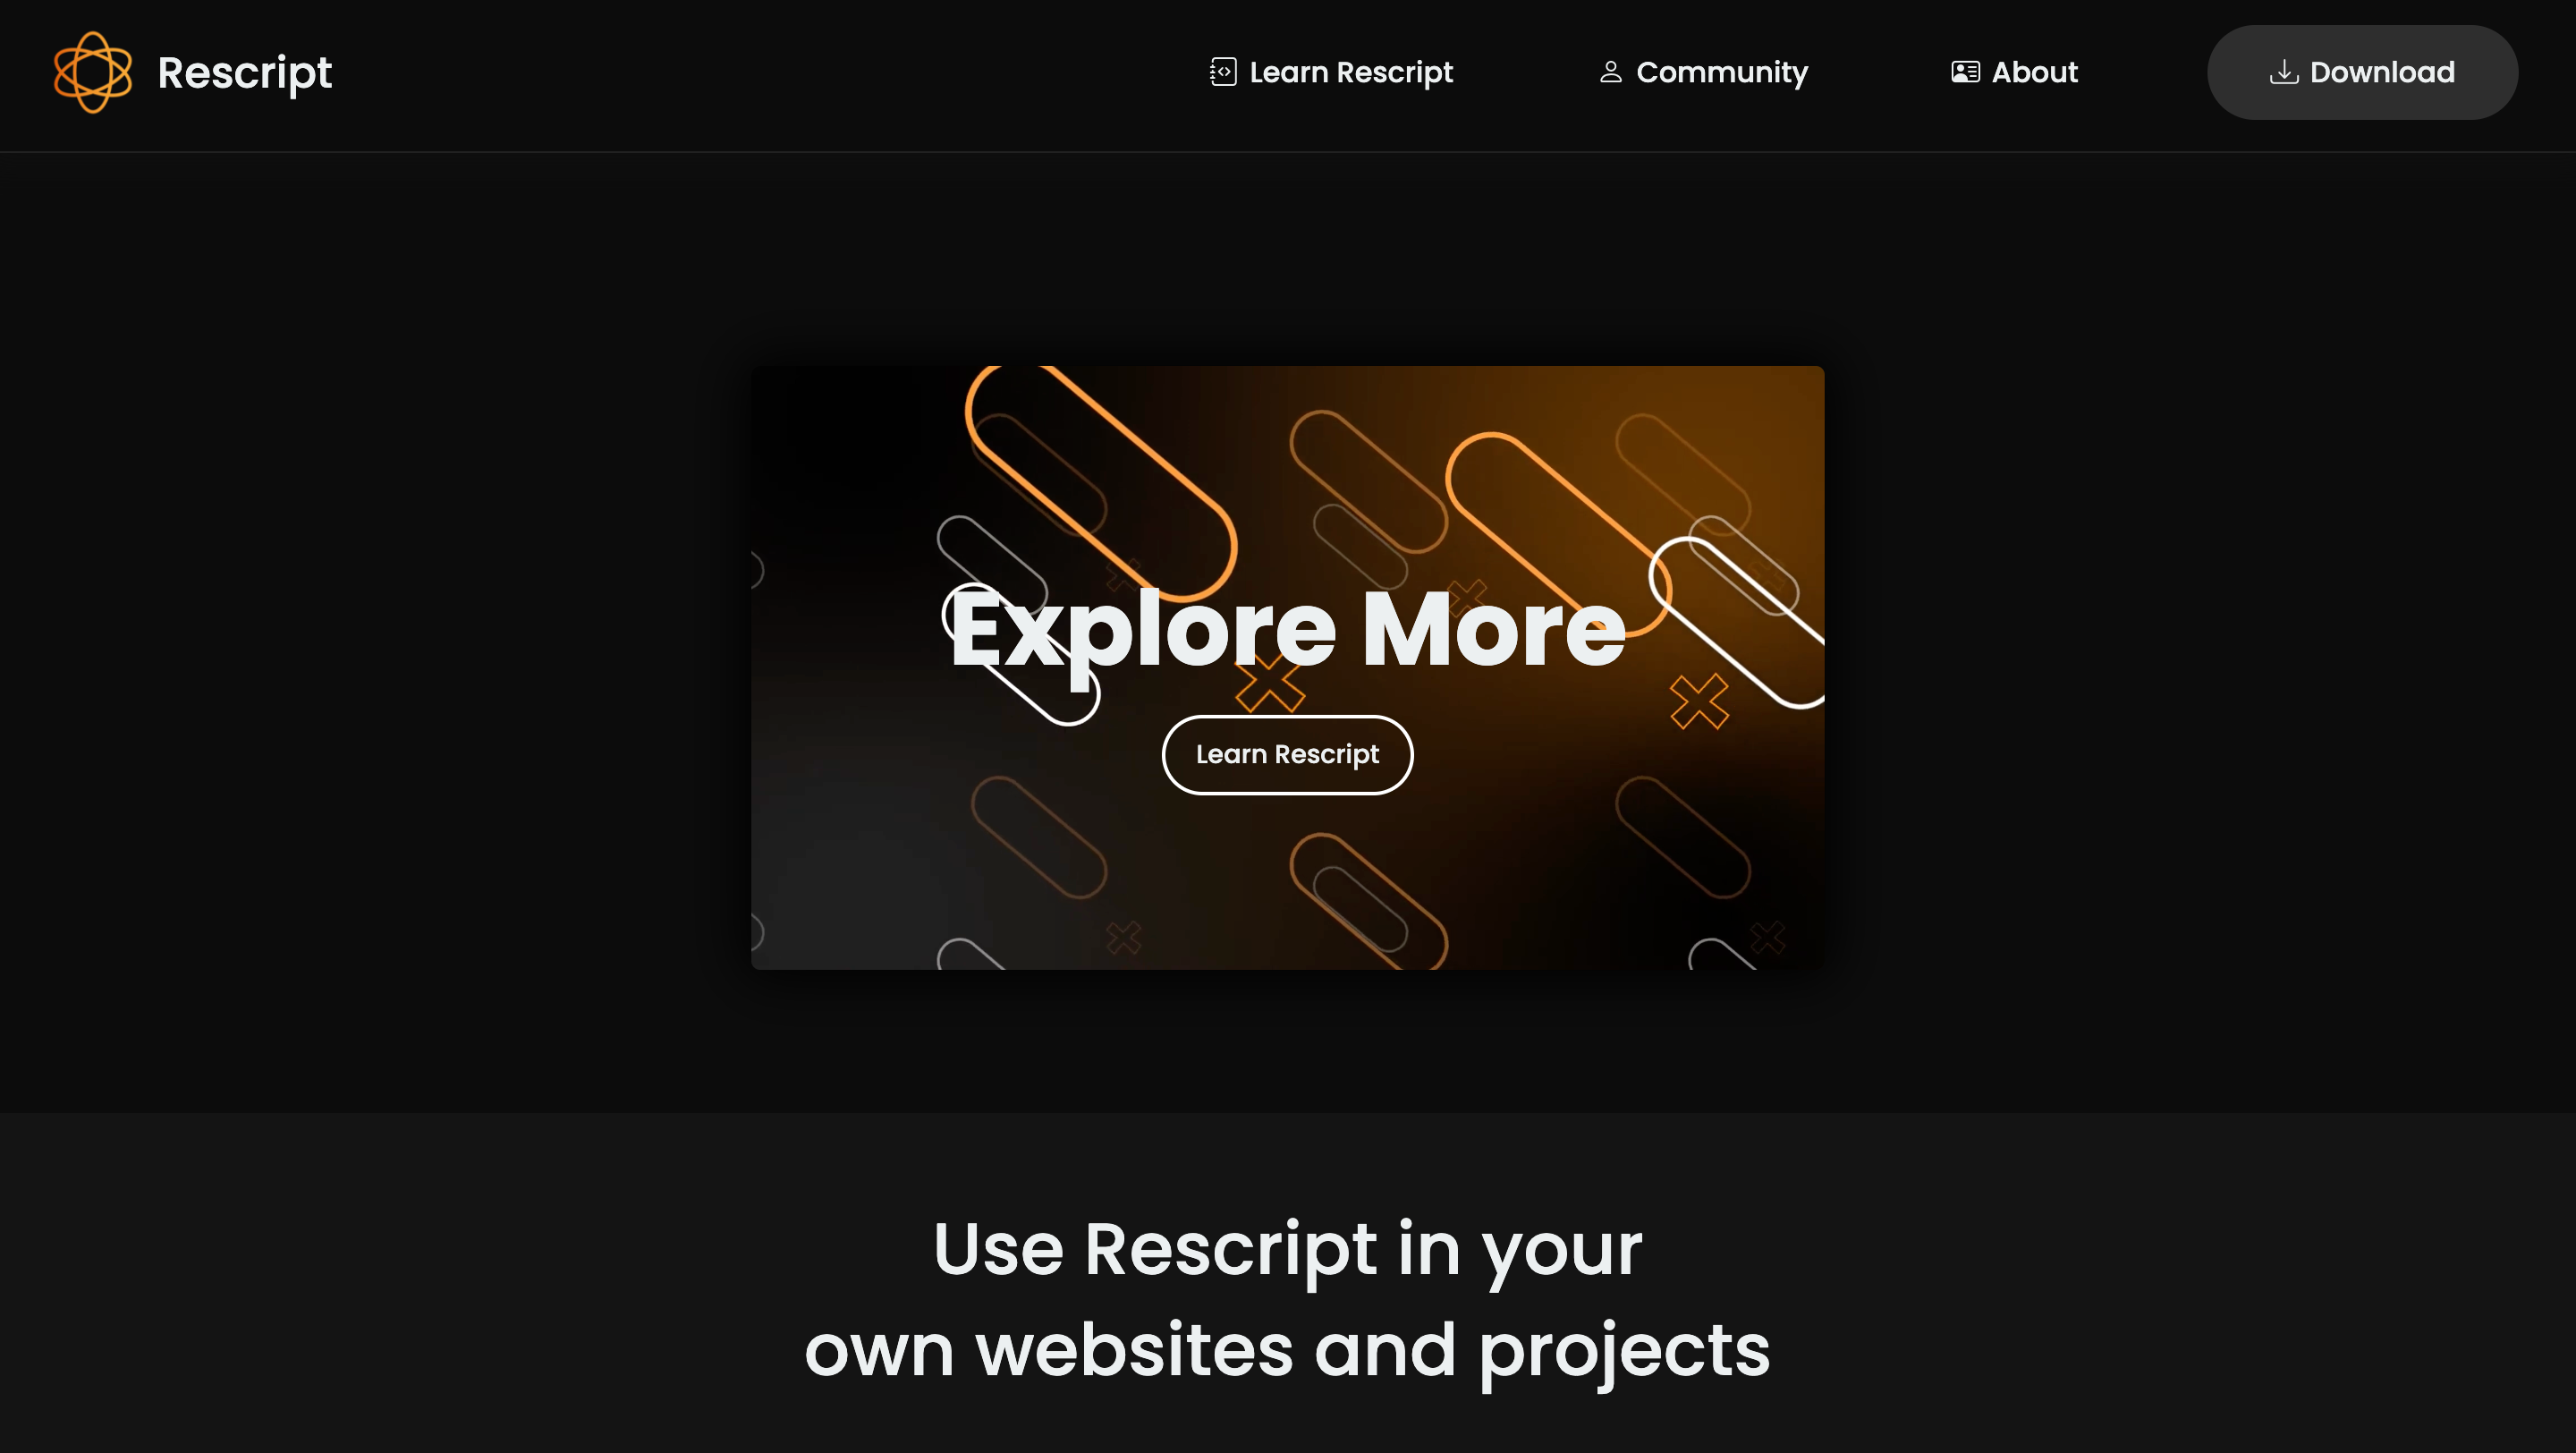 Rescript
Learn Rescript
Community
About
Download
Explore More
Learn Rescript
Use Rescript in your
own websites and projects